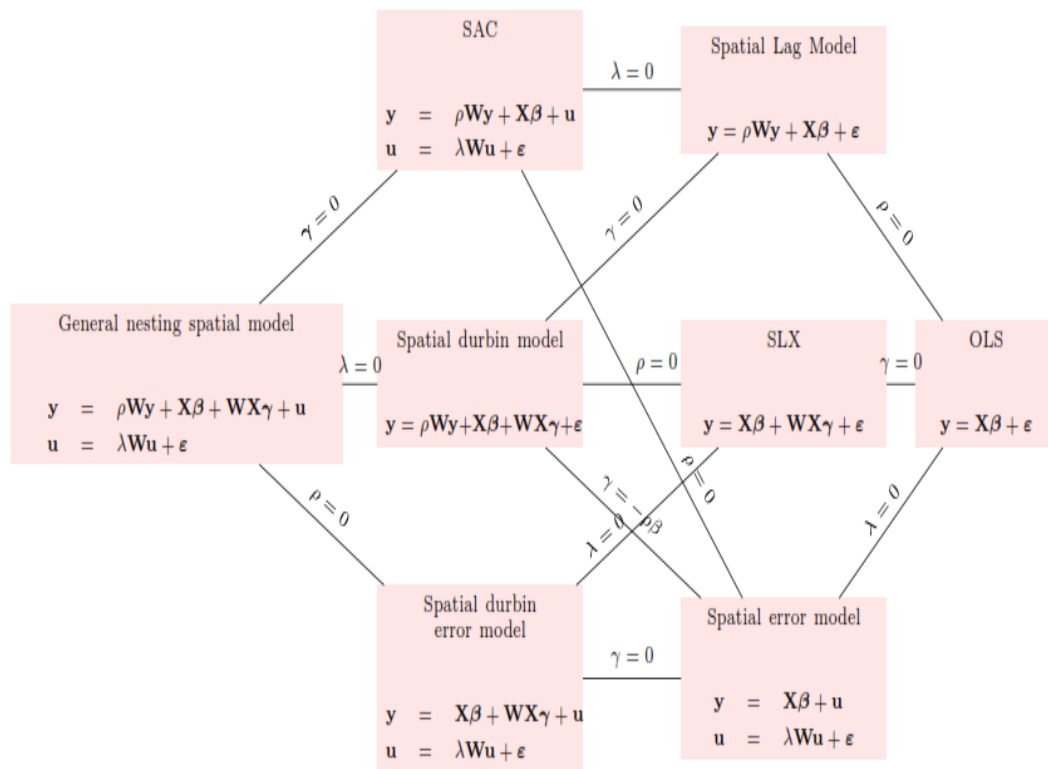 SAC
y = ρWy + Xβ + u
u = λWu + ε
λ = 0
Spatial Lag Model
y = ρWy + Xβ + ε
γ = 0
γ = 0
ρ = 0
General nesting spatial model
y = ρWy + Xβ + WXγ + u
u = λWu + ε
λ = 0
Spatial durbin model
y = ρWy+Xβ+WXγ+ε
ρ = 0
SLX
y = Xβ + WXγ + ε
γ = 0
OLS
y = Xβ + ε
ρ = 0
γ = −ρβ
ρ = 0
λ = 0
λ = 0
Spatial durbin
error model
y = Xβ + WXγ + u
u = λWu + ε
γ = 0
Spatial error model
y = Xβ + u
u = λWu + ε